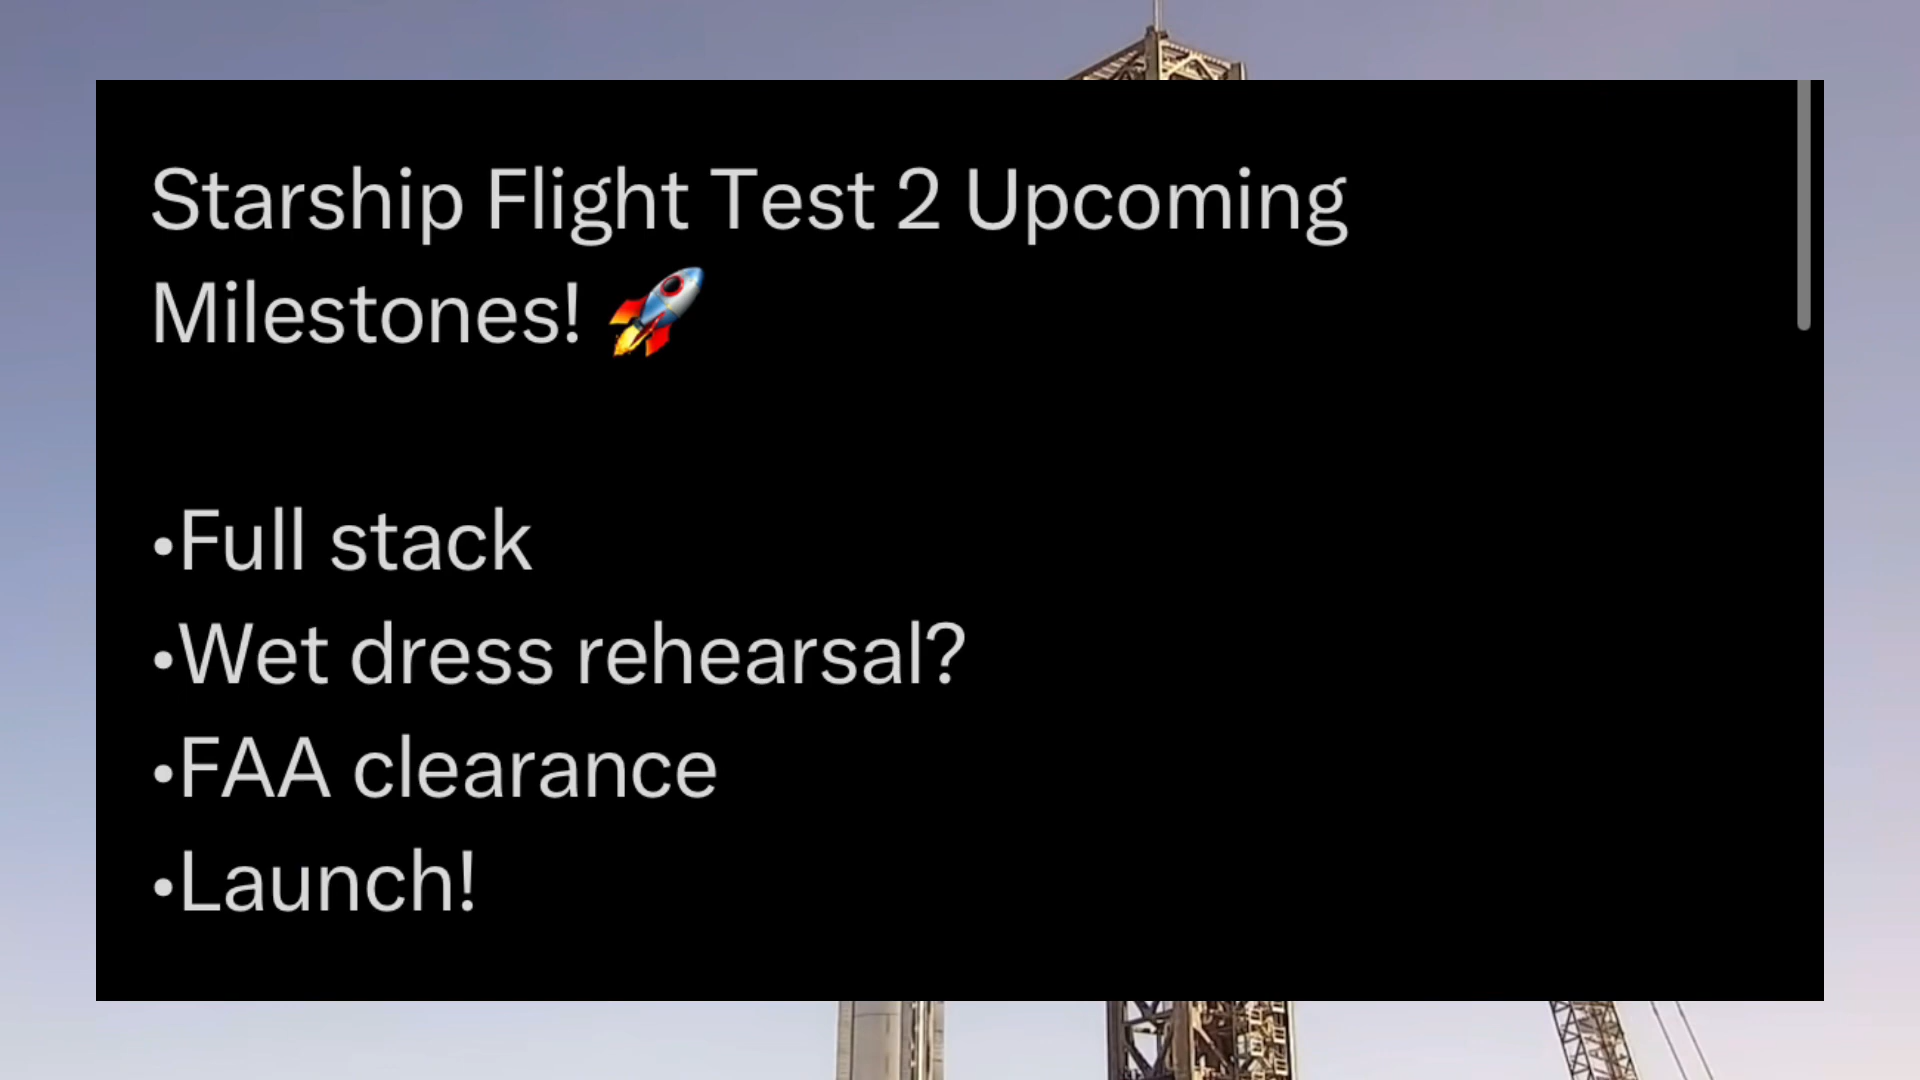 Starship Flight Test 2 Upcoming
Milestones! 🚀
•Full stack
•Wet dress rehearsal?
•FAA clearance
•Launch!